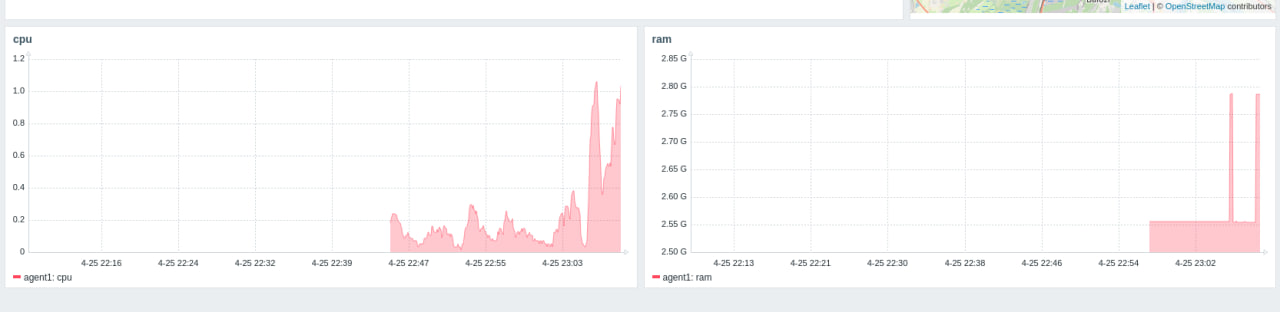 Leaflet | © OpenStreetMap contributors
cpu
1.2
1.0
0.8
0.6
0.4
0.2
0
4-25 22:16
4-25 22:24
4-25 22:32
4-25 22:39
4-25 22:47
4-25 22:55
4-25 23:03
agent1: cpu
ram
2.85 G
2.80 G
2.75 G
2.70 G
2.65 G
2.60 G
2.55 G
2.50 G
4-25 22:13
4-25 22:21
4-25 22:30
4-25 22:38
4-25 22:46
4-25 22:54
4-25 23:02
agent1: ram